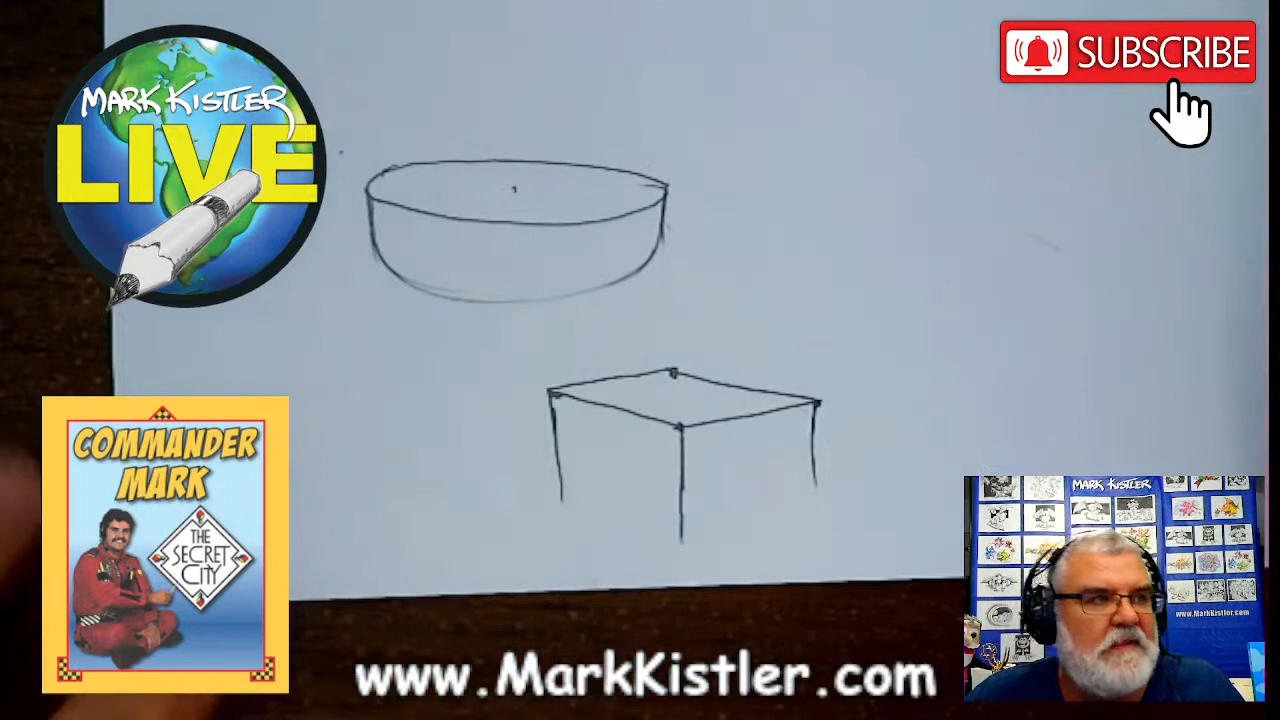 MARK KISTLER
LIVE
SUBSCRIBE
COMMANDER
MARK
THE
SECRET
CITY
MARK KISTLER
www.MarkKistler.com
www.MarkKistler.com